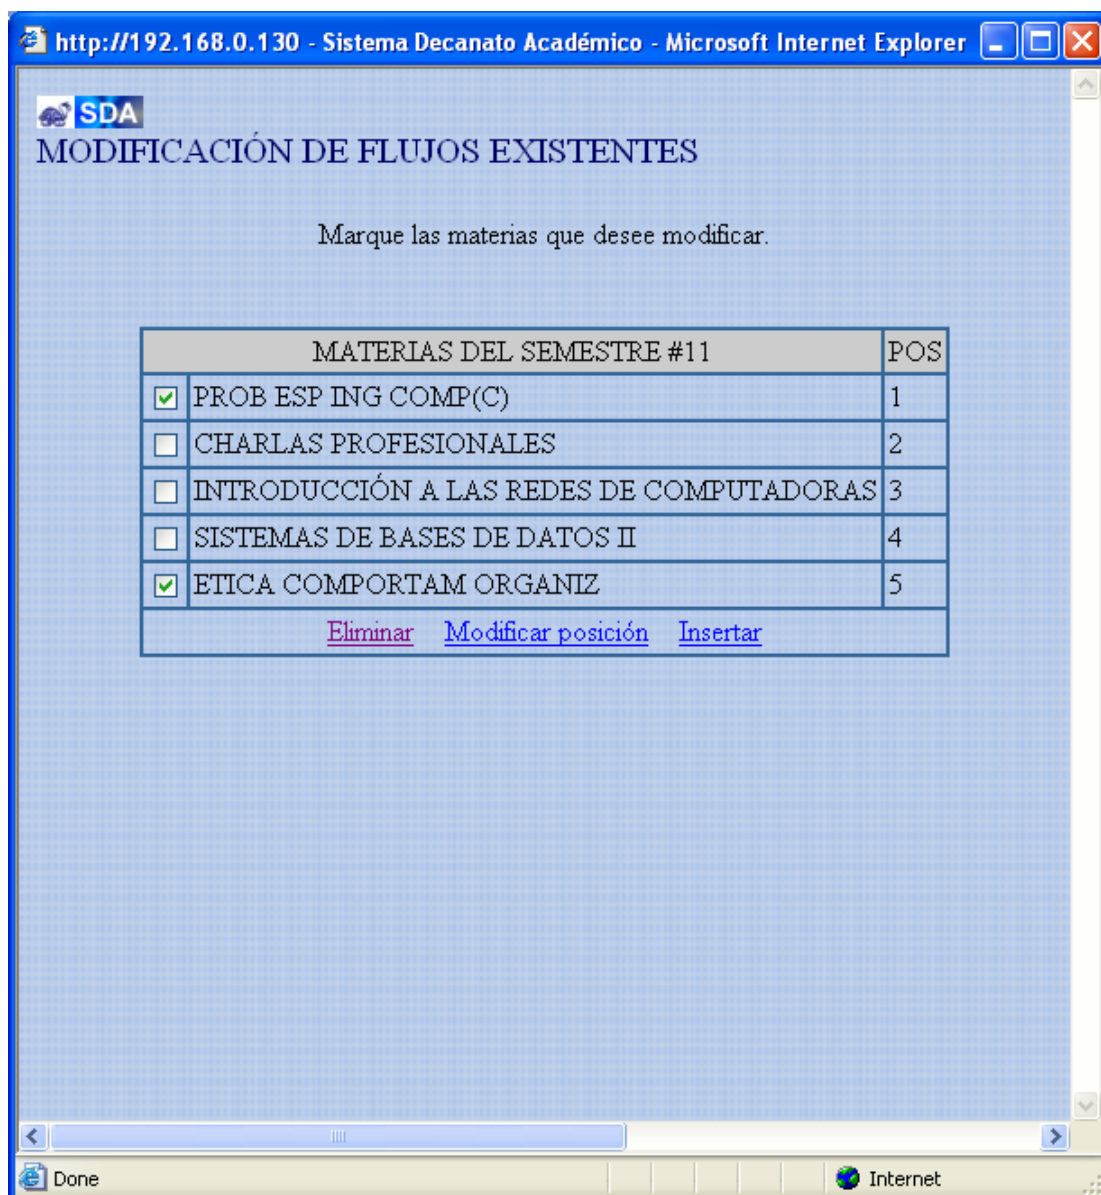 http://192.168.0.130 - Sistema Decanato Académico - Microsoft Internet Explorer
SDA
MODIFICACIÓN DE FLUJOS EXISTENTES
Marque las materias que desee modificar.
MATERIAS DEL SEMESTRE #11 POS
PROB ESP ING COMP(C) 1
CHARLAS PROFESIONALES 2
INTRODUCCIÓN A LAS REDES DE COMPUTADORAS 3
SISTEMAS DE BASES DE DATOS II 4
ETICA COMPORTAM ORGANIZ 5
Eliminar Modificar posición Insertar
Done Internet